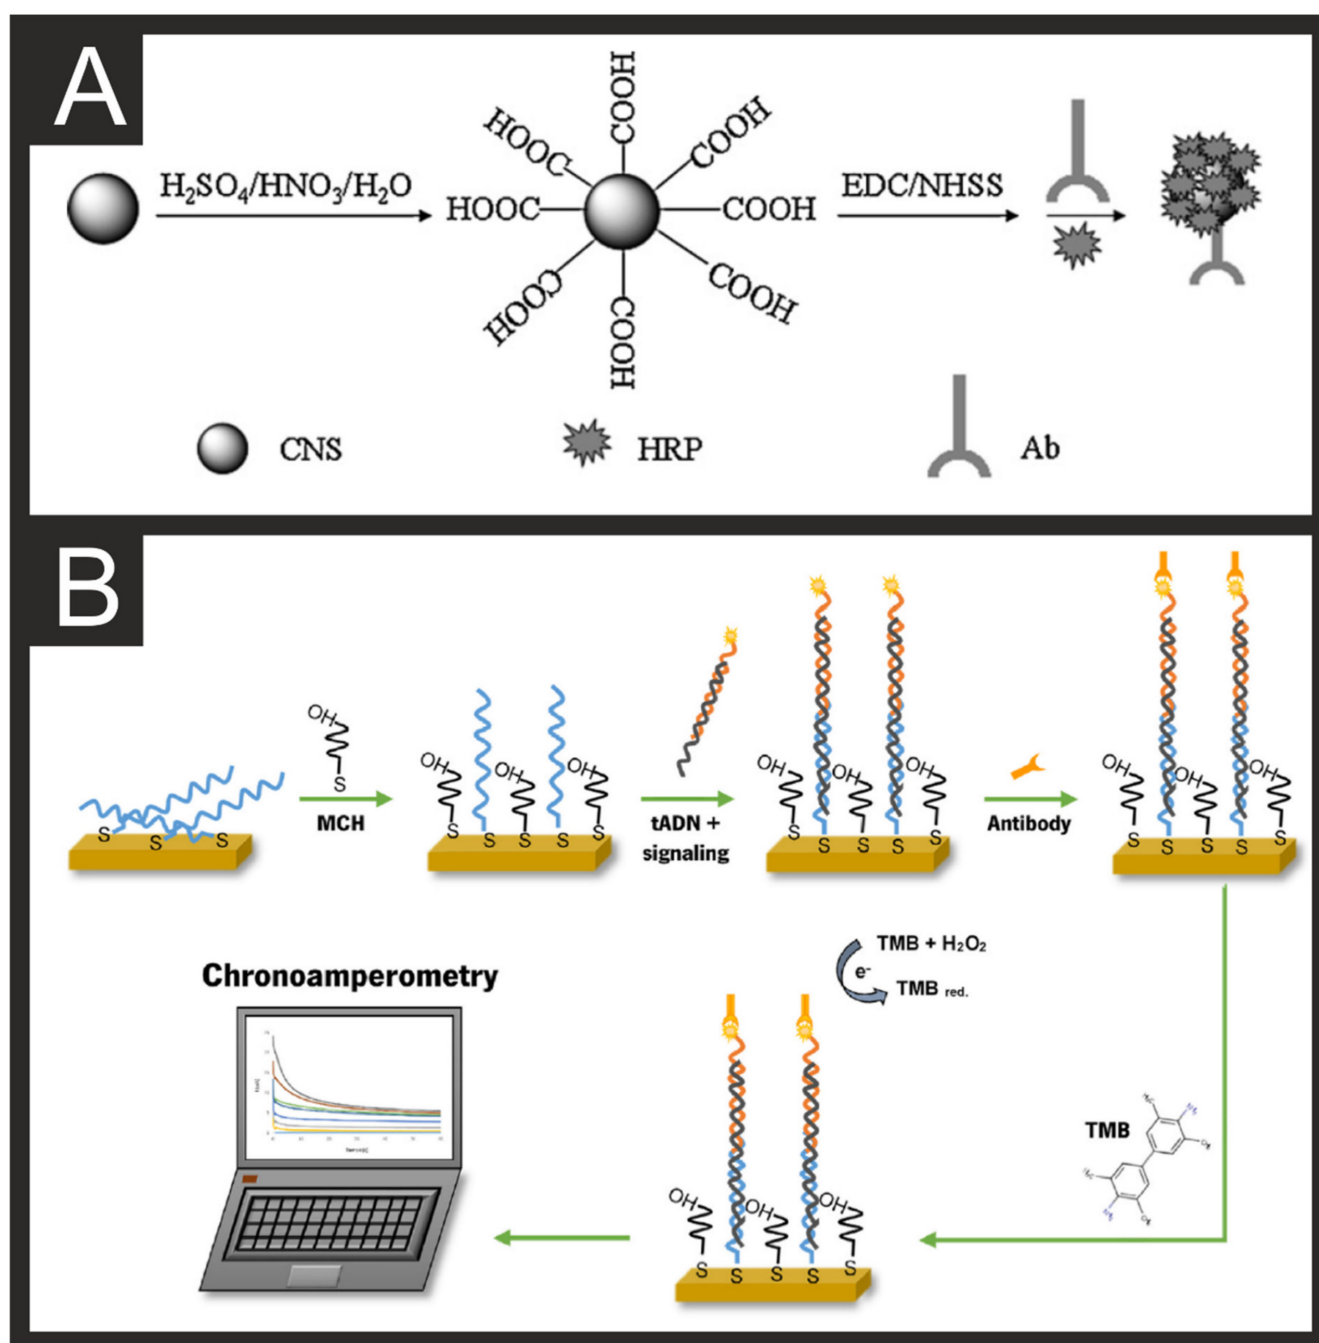 A
H₂SO₄/HNO₃/H₂O
HOOC
COOH
HOOC
COOH
HOOC
COOH
HOOC
COOH
EDC/NHSS
CNS
HRP
Ab
B
OH
S
MCH
S
S
S
OH
OH
OH
S
S
S
S
S
tADN +
signaling
OH
OH
OH
S
S
S
S
S
Antibody
OH
OH
OH
S
S
S
S
S
TMB + H₂O₂
e⁻
TMB red.
Chronoamperometry
TMB
OH
OH
OH
S
S
S
S
S